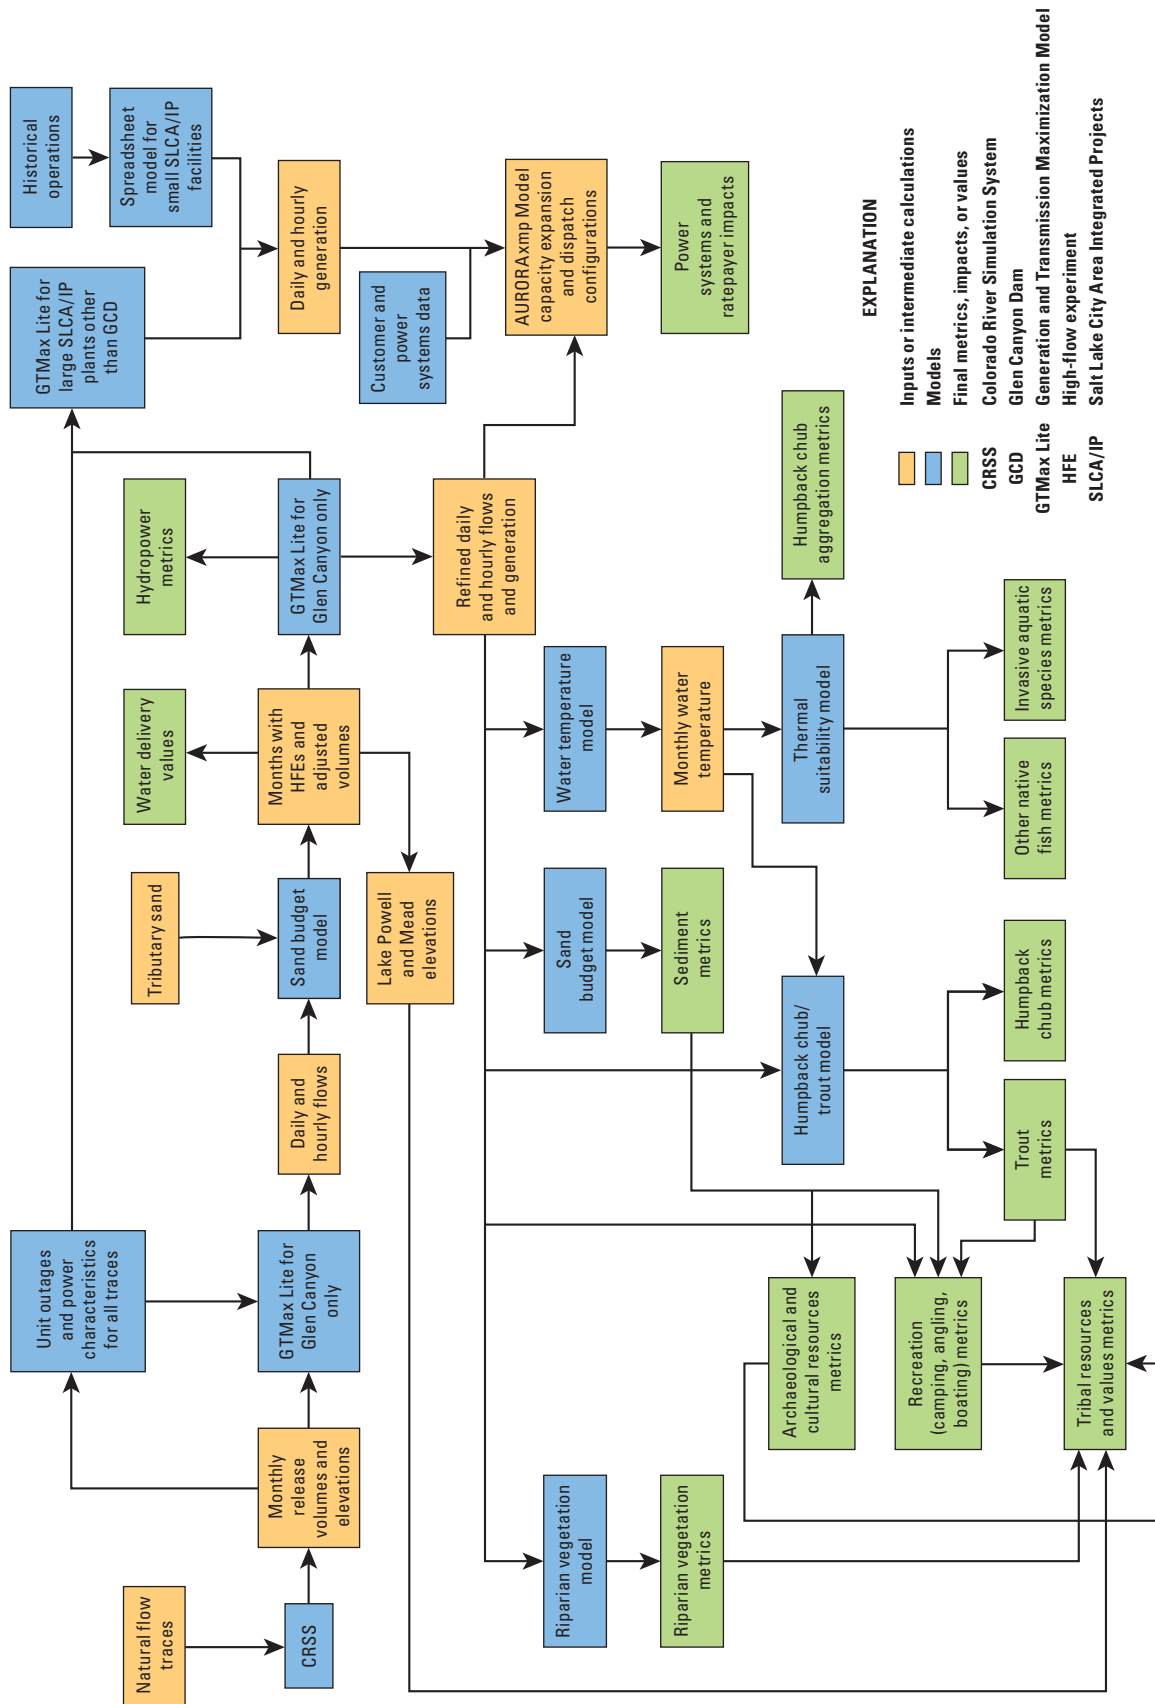 Natural flow
traces
CRSS
Monthly
release
volumes and
elevations
Unit outages
and power
characteristics
for all traces
GTMax Lite for
Glen Canyon
only
Daily and
hourly flows
Tributary sand
Sand budget
model
Water delivery
values
Months with
HFEs and
adjusted
volumes
Lake Powell
and Mead
elevations
Hydropower
metrics
GTMax Lite for
Glen Canyon only
Refined daily
and hourly flows
and generation
GTMax Lite for
large SLCA/IP
plants other
than GCD
Historical
operations
Spreadsheet
model for
small SLCA/IP
facilities
Daily and hourly
generation
Customer and
power
systems data
AURORAxmp Model
capacity expansion
and dispatch
configurations
Power
systems and
ratepayer impacts
Riparian vegetation
model
Riparian vegetation
metrics
Sand
budget model
Sediment
metrics
Water temperature
model
Monthly water
temperature
Archaeological and
cultural resources
metrics
Recreation
(camping, angling,
boating) metrics
Tribal resources
and values metrics
Humpback chub/
trout model
Trout
metrics
Humpback
chub metrics
Thermal
suitability model
Other native
fish metrics
Invasive aquatic
species metrics
Humpback chub
aggregation metrics
EXPLANATION
Inputs or intermediate calculations
Models
Final metrics, impacts, or values
CRSS Colorado River Simulation System
GCD Glen Canyon Dam
GTMax Lite Generation and Transmission Maximization Model
HFE High-flow experiment
SLCA/IP Salt Lake City Area Integrated Projects